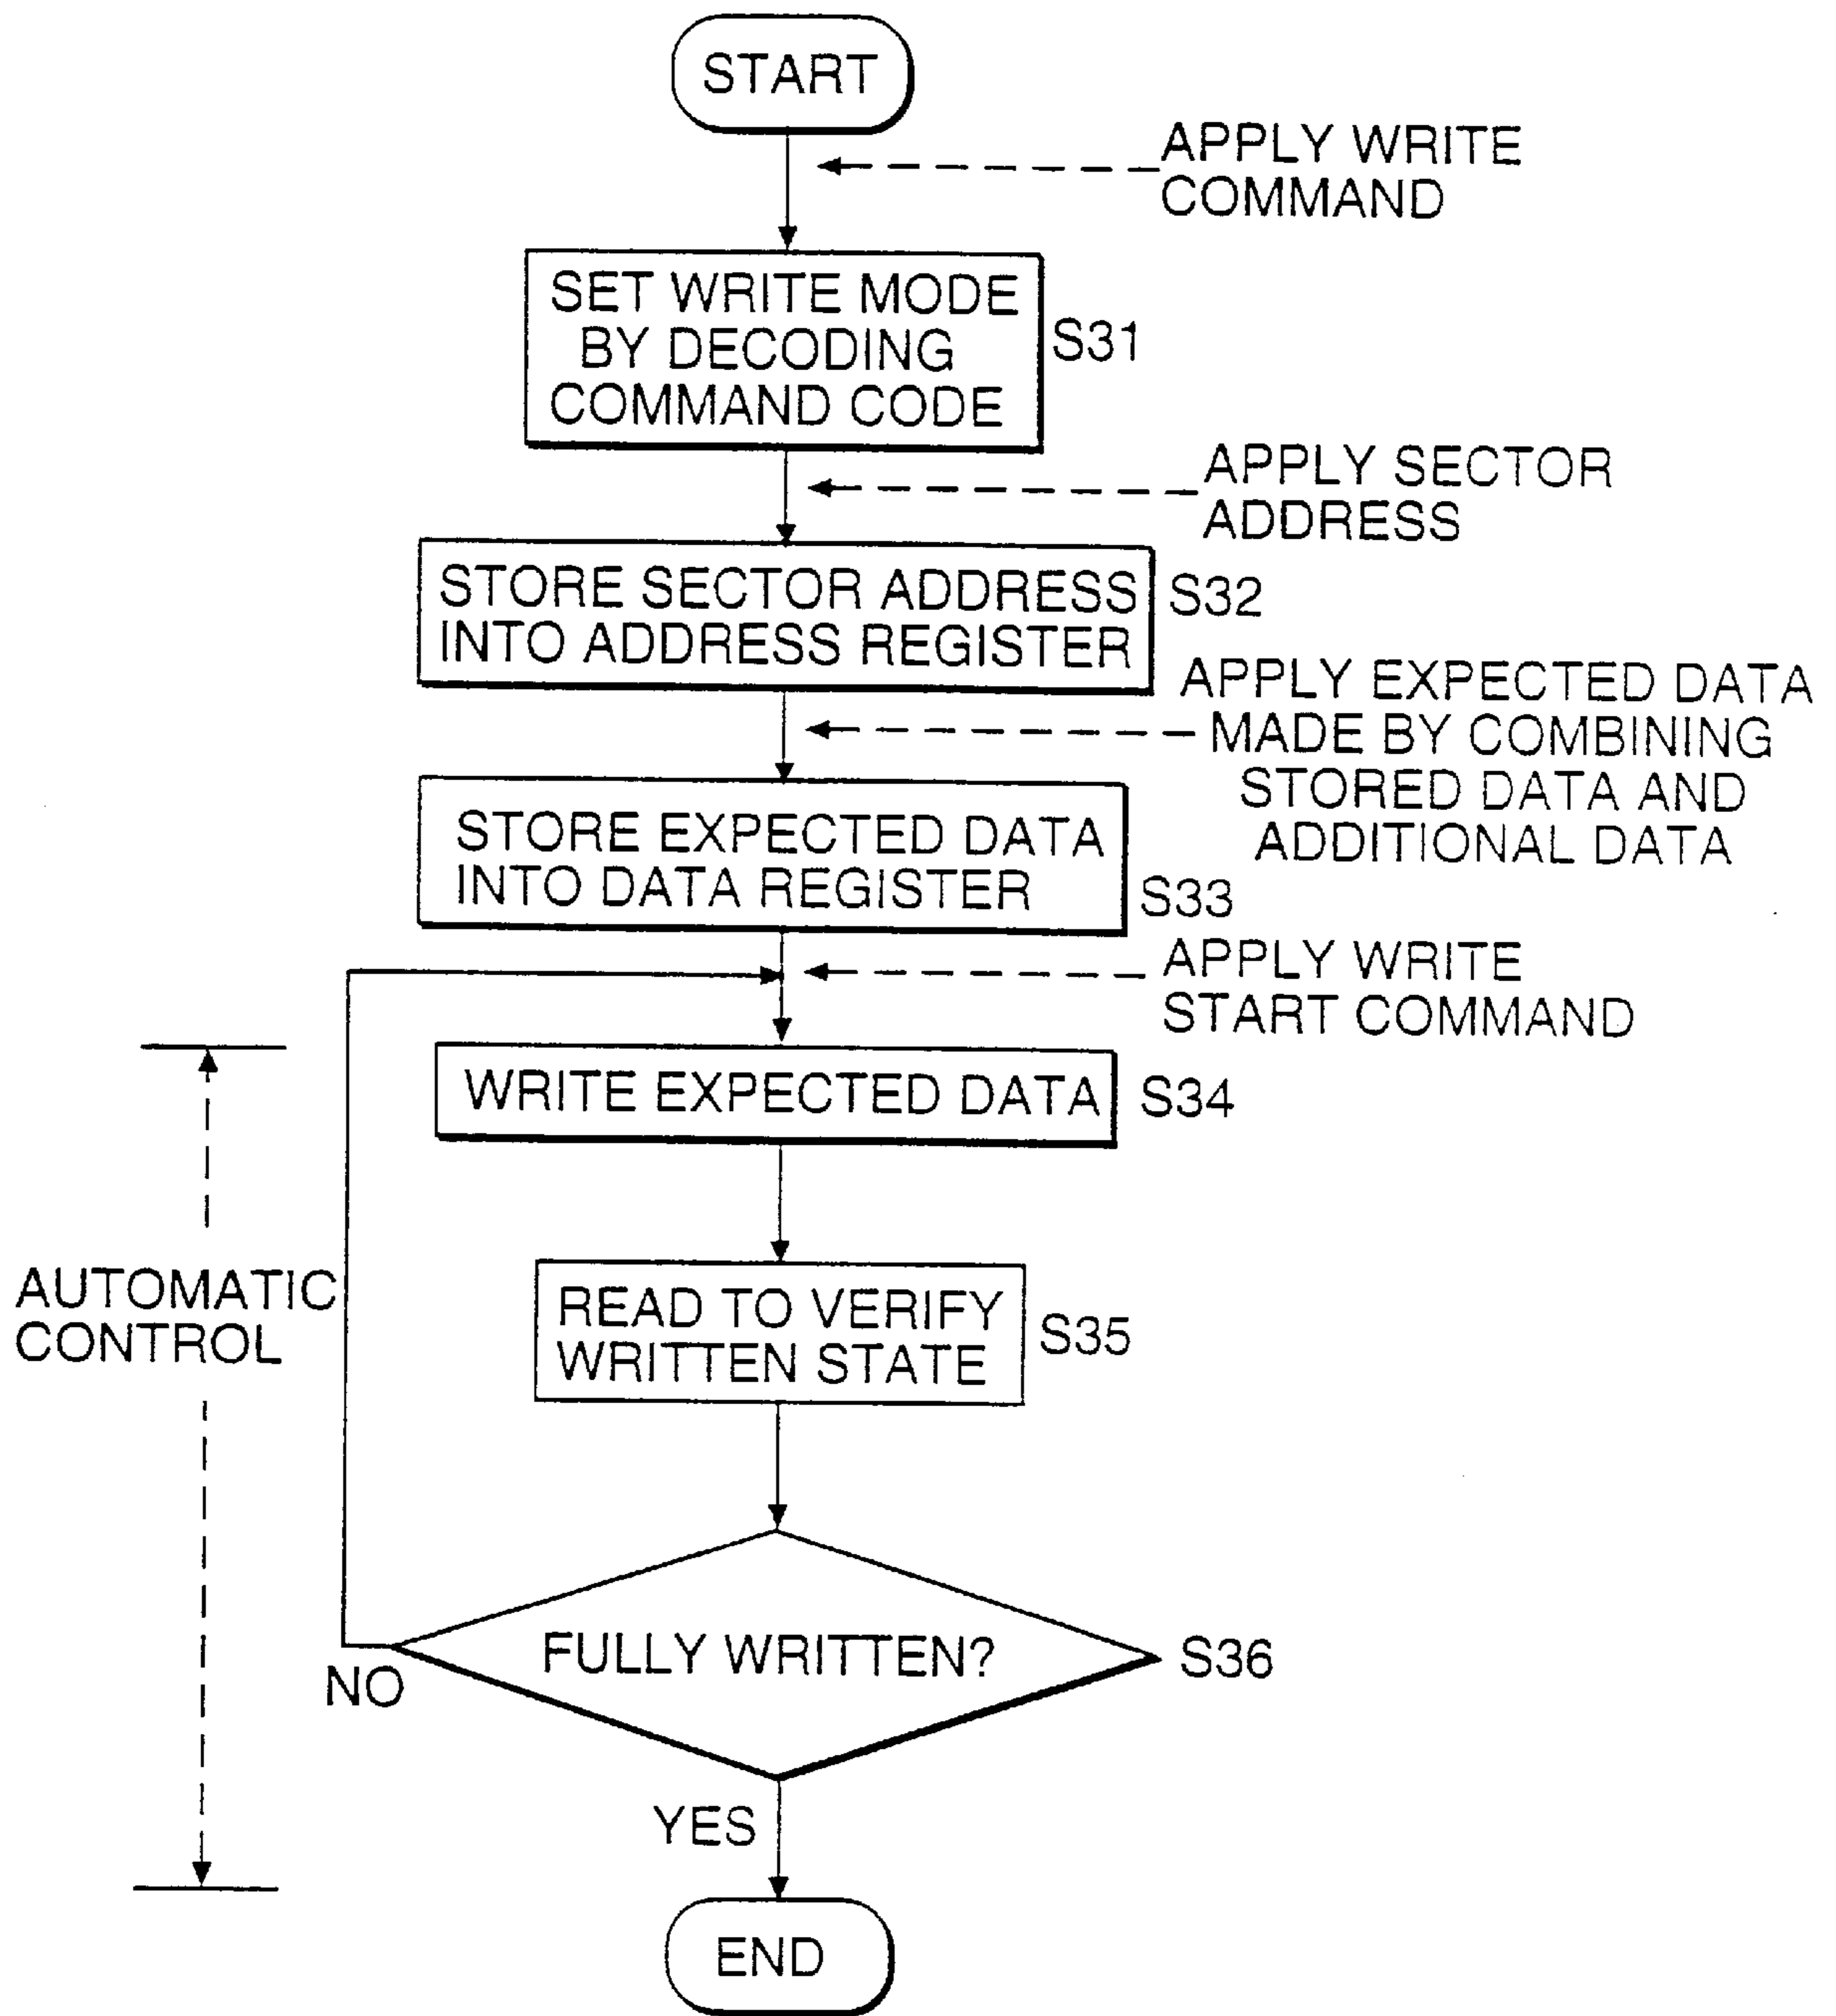 START
APPLY WRITE
COMMAND
SET WRITE MODE
BY DECODING
COMMAND CODE
S31
APPLY SECTOR
ADDRESS
STORE SECTOR ADDRESS
INTO ADDRESS REGISTER
S32
APPLY EXPECTED DATA
MADE BY COMBINING
STORED DATA AND
ADDITIONAL DATA
STORE EXPECTED DATA
INTO DATA REGISTER
S33
APPLY WRITE
START COMMAND
WRITE EXPECTED DATA
S34
AUTOMATIC
CONTROL
READ TO VERIFY
WRITTEN STATE
S35
FULLY WRITTEN?
S36
NO
YES
END